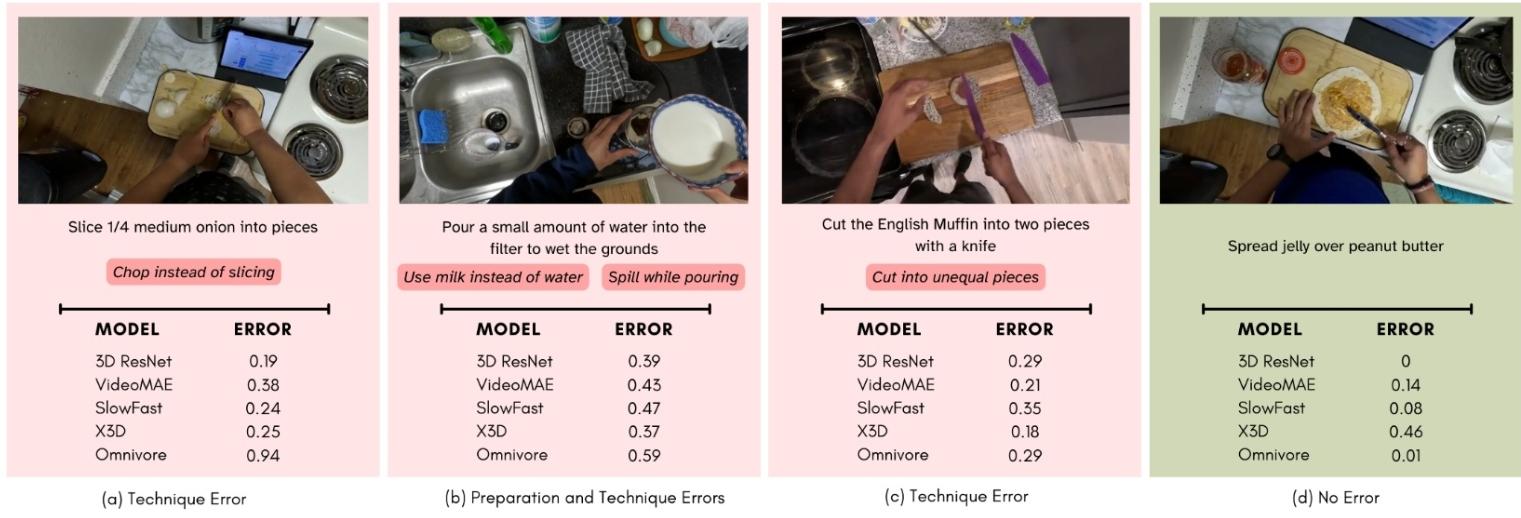 Slice 1/4 medium onion into pieces
Chop instead of slicing
MODEL ERROR
3D ResNet 0.19
VideoMAE 0.38
SlowFast 0.24
X3D 0.25
Omnivore 0.94
(a) Technique Error
Pour a small amount of water into the
filter to wet the grounds
Use milk instead of water Spill while pouring
MODEL ERROR
3D ResNet 0.39
VideoMAE 0.43
SlowFast 0.47
X3D 0.37
Omnivore 0.59
(b) Preparation and Technique Errors
Cut the English Muffin into two pieces
with a knife
Cut into unequal pieces
MODEL ERROR
3D ResNet 0.29
VideoMAE 0.21
SlowFast 0.35
X3D 0.18
Omnivore 0.29
(c) Technique Error
Spread jelly over peanut butter
MODEL ERROR
3D ResNet 0
VideoMAE 0.14
SlowFast 0.08
X3D 0.46
Omnivore 0.01
(d) No Error